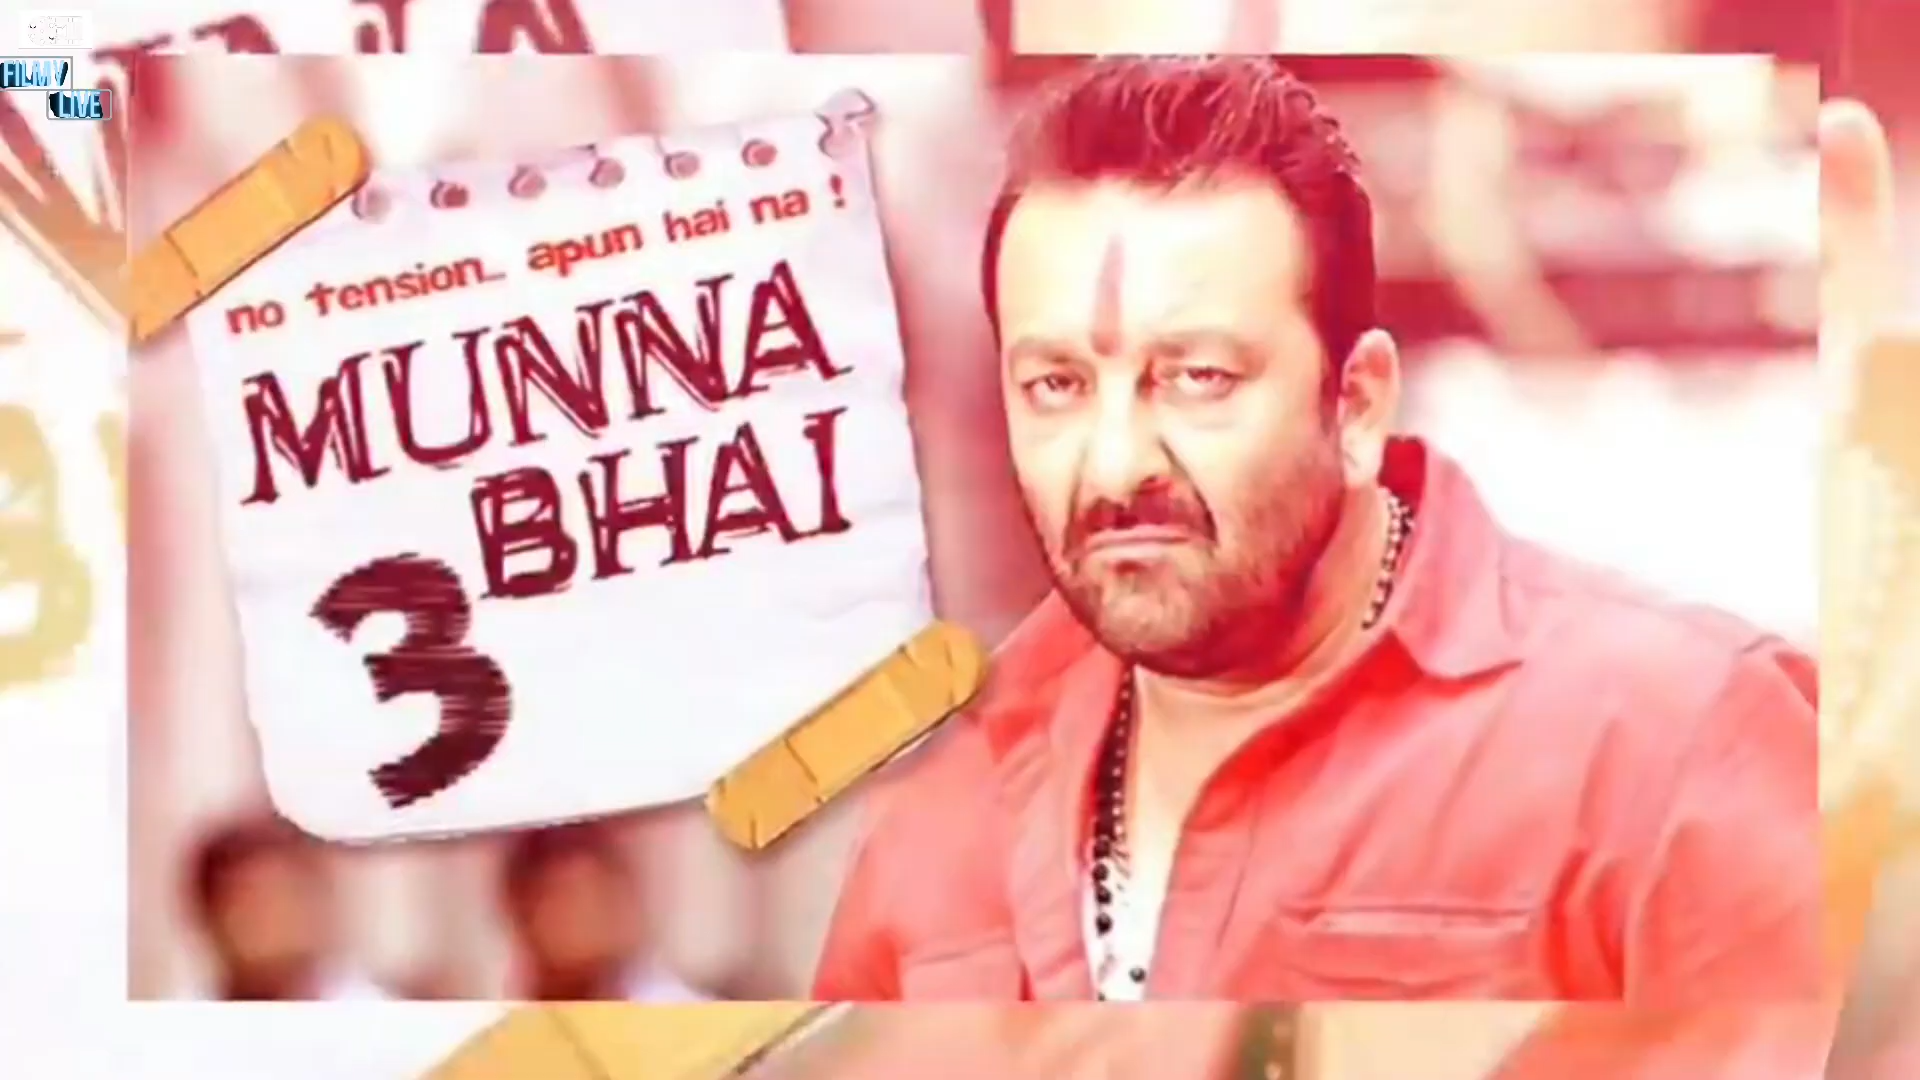 FILMY
LIVE
no tension.. apun hai na !
MUNNA
BHAI
3